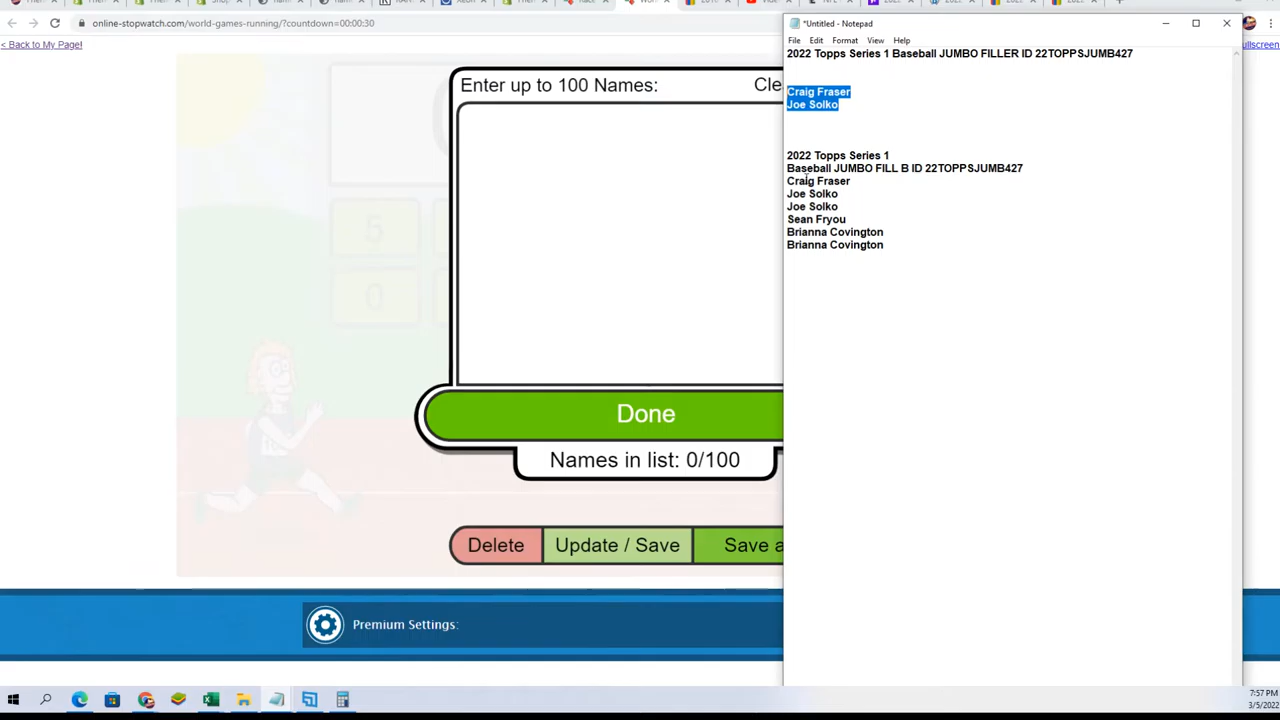 *Untitled - Notepad
online-stopwatch.com/world-games-running/?countdown=00:00:30
File Edit Format View Help
< Back to My Page!
ullscreen
2022 Topps Series 1 Baseball JUMBO FILLER ID 22TOPPSJUMB427
Enter up to 100 Names:
Cle
Craig Fraser
Joe Solko
2022 Topps Series 1
Baseball JUMBO FILL B ID 22TOPPSJUMB427
Craig Fraser
Joe Solko
Joe Solko
Sean Fryou
Brianna Covington
Brianna Covington
5
0
Done
Names in list: 0/100
Delete
Update / Save
Save a
Premium Settings:
7:57 PM
3/5/2022